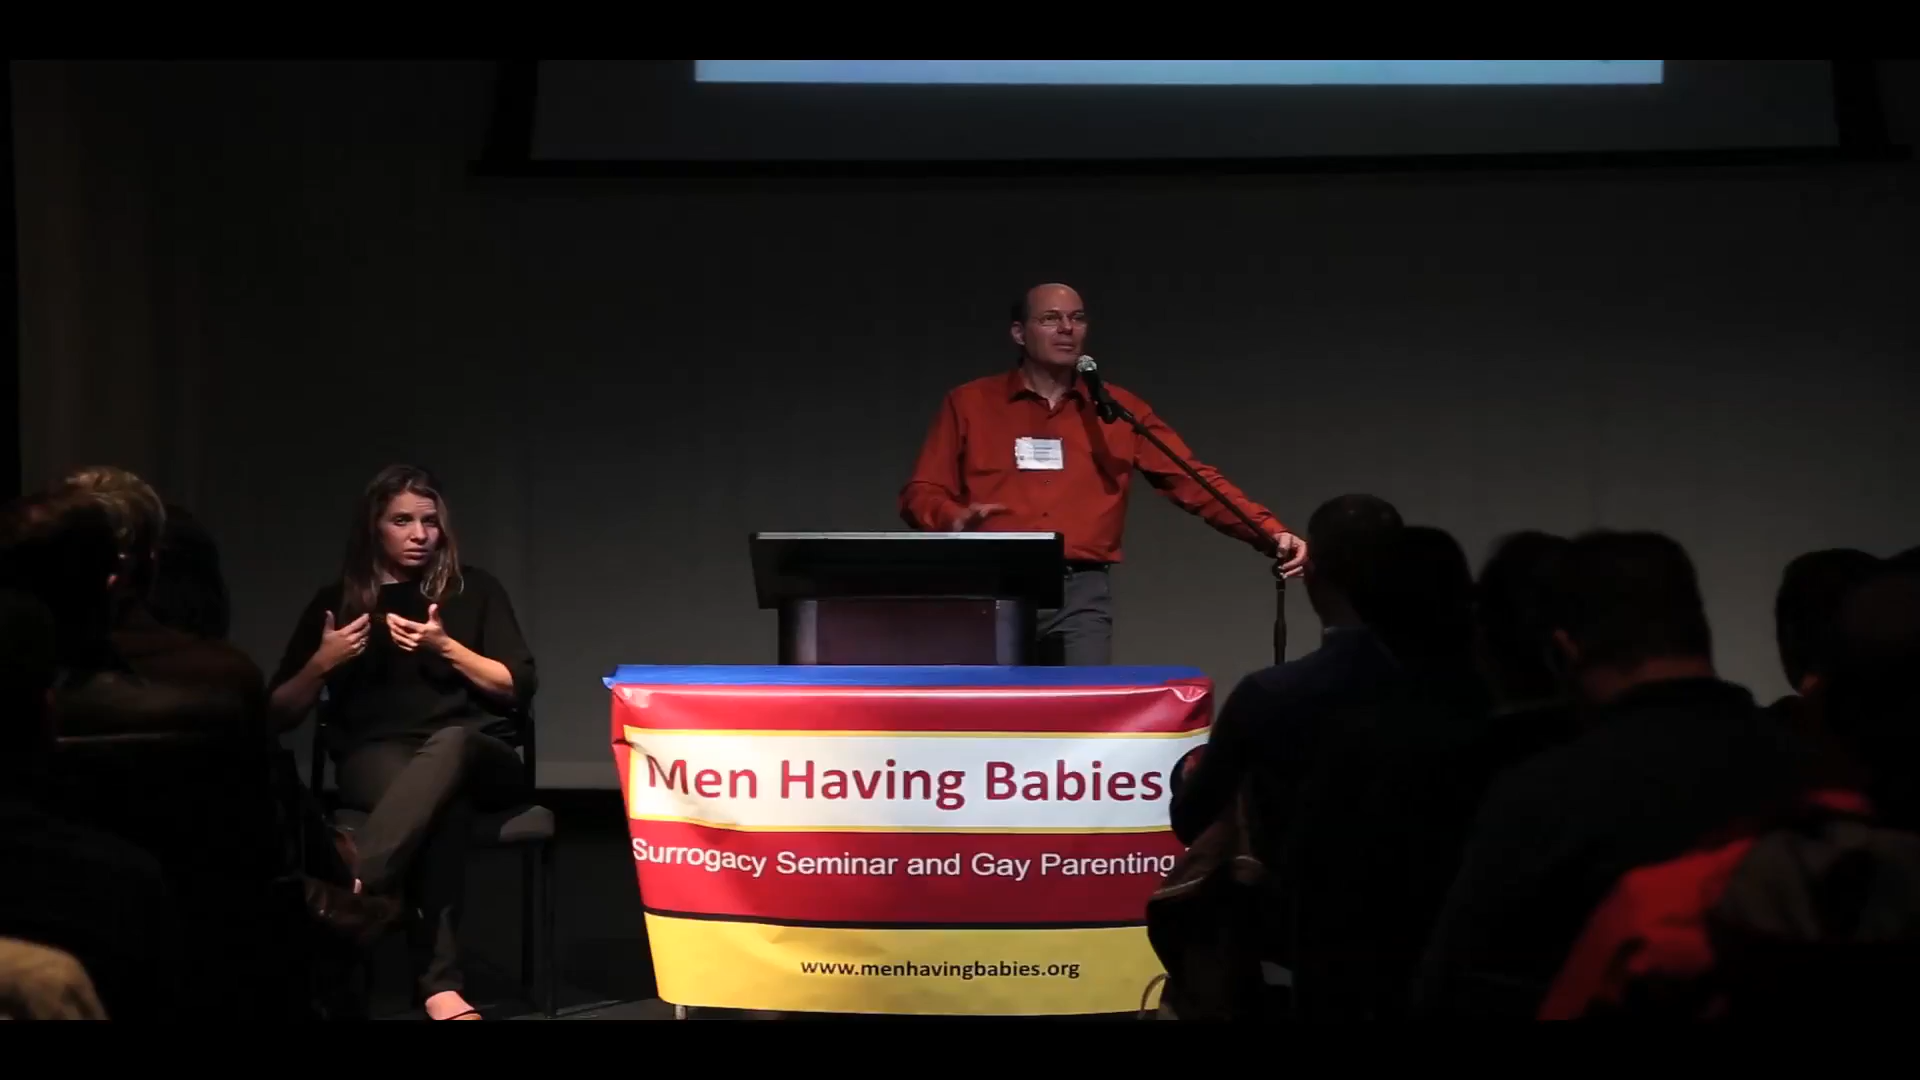 Men Having Babies
Surrogacy Seminar and Gay Parenting
www.menhavingbabies.org